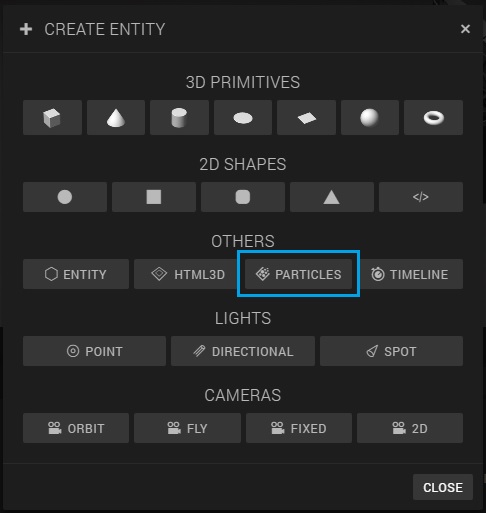 CREATE ENTITY
3D PRIMITIVES
2D SHAPES
</>
OTHERS
ENTITY HTML3D PARTICLES TIMELINE
LIGHTS
POINT DIRECTIONAL SPOT
CAMERAS
ORBIT FLY FIXED 2D
CLOSE